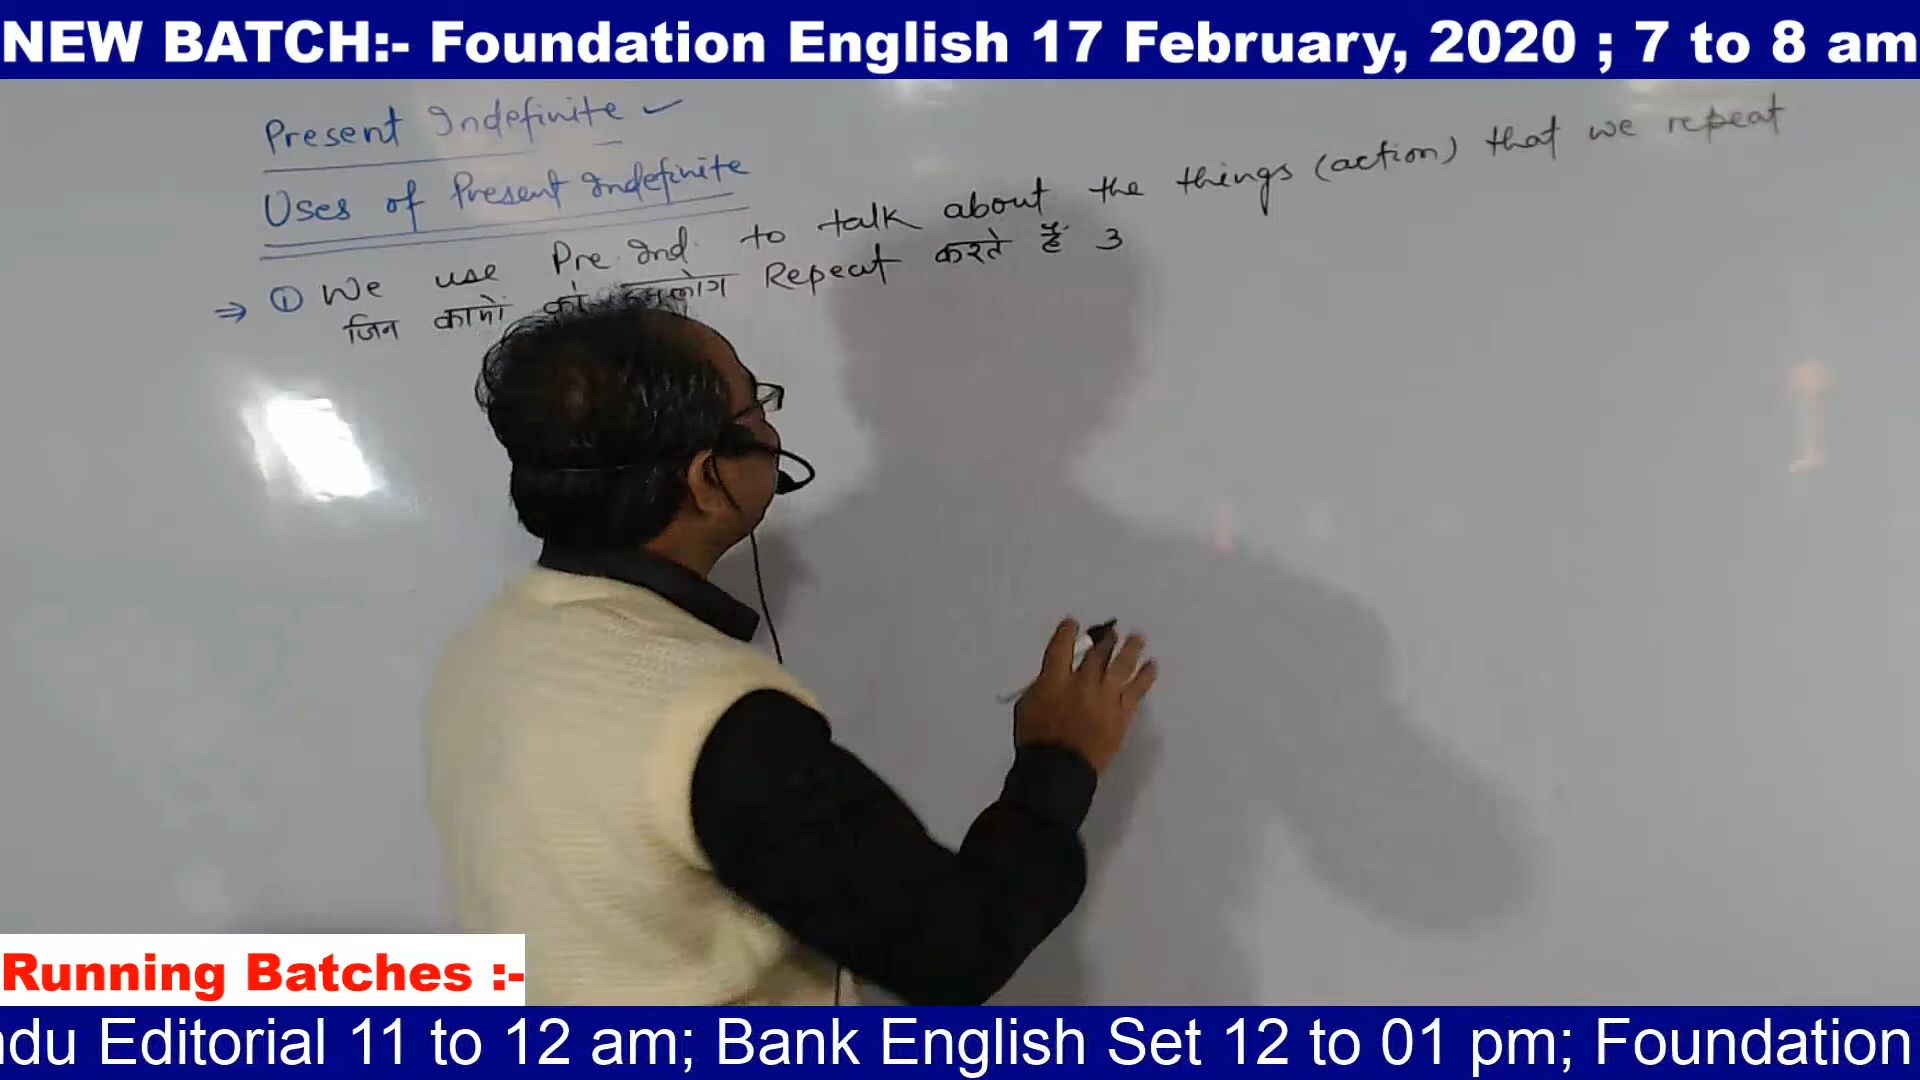 NEW BATCH:- Foundation English 17 February, 2020 ; 7 to 8 am
Present Indefinite
Uses of Present Indefinite
⇒ ① We use Pre. Ind. to talk about the things (action) that we repeat
जिन कामों को हमलोग Repeat करते हैं उ
Running Batches :-
ndu Editorial 11 to 12 am; Bank English Set 12 to 01 pm; Foundation